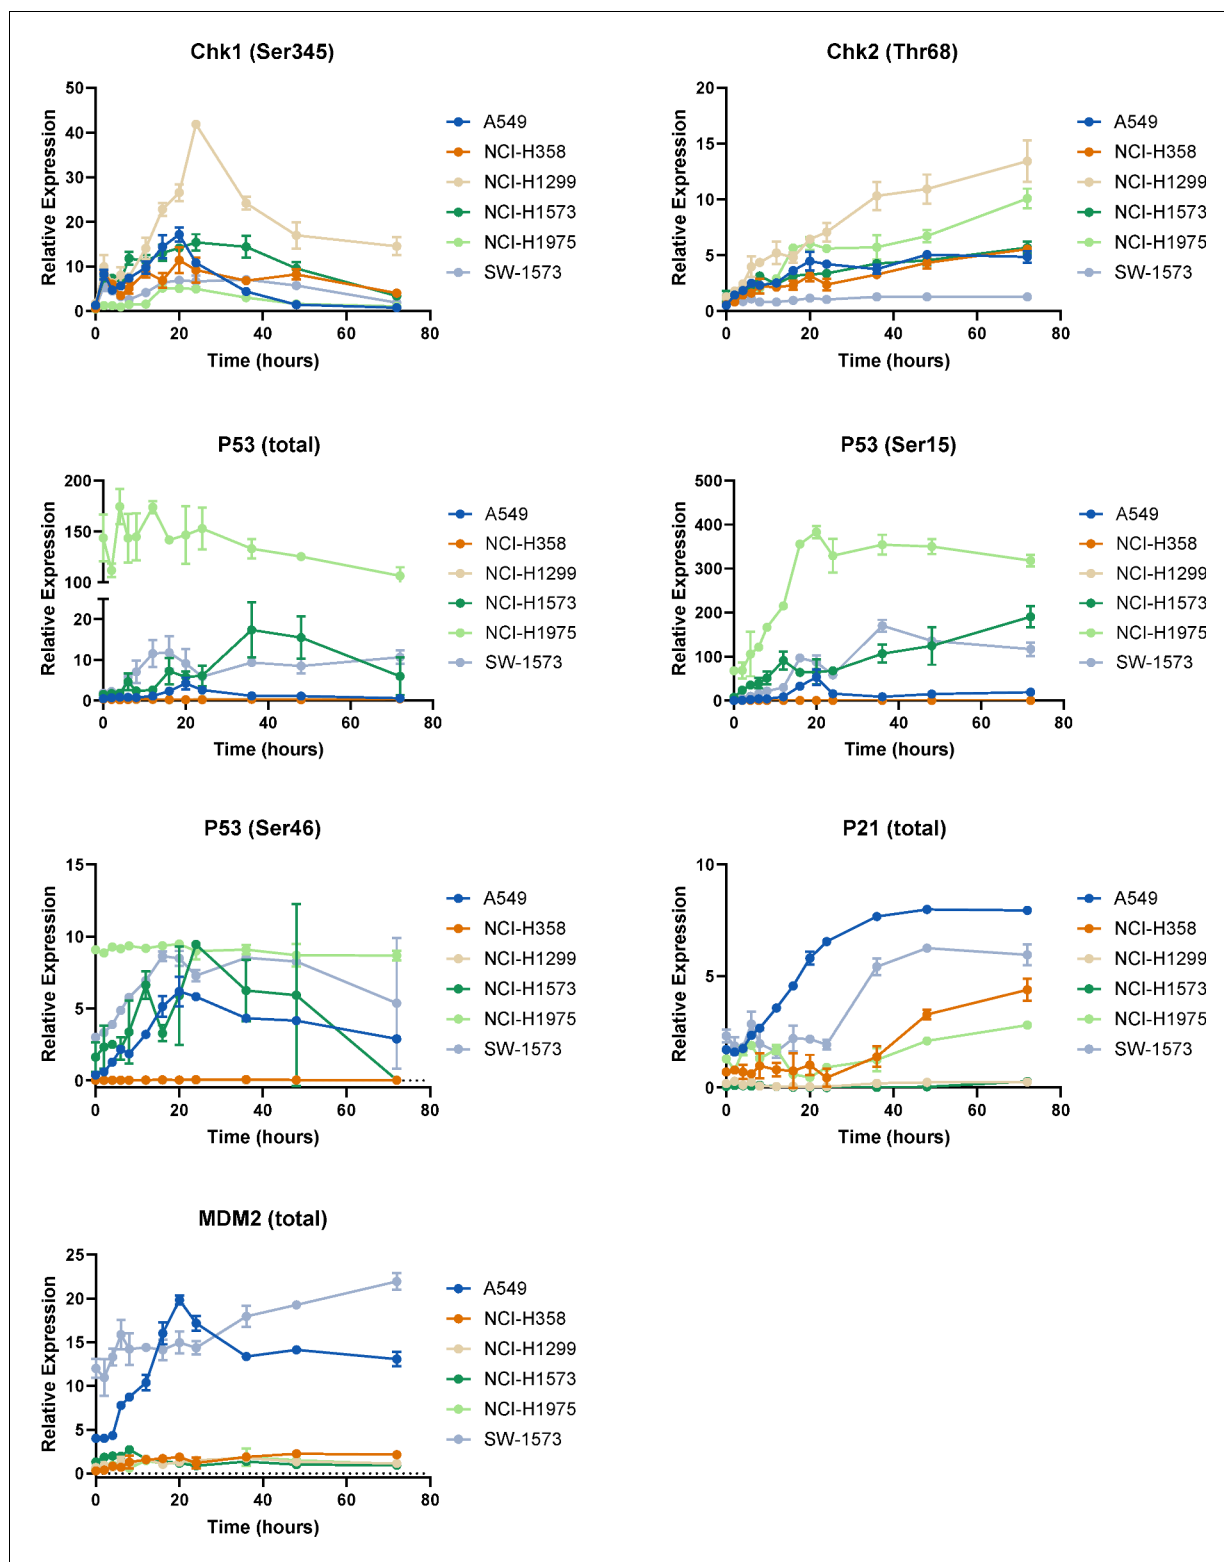 Chk1 (Ser345)
Relative Expression
50
40
30
20
10
0
0 20 40 60 80
Time (hours)
A549
NCI-H358
NCI-H1299
NCI-H1573
NCI-H1975
SW-1573
Chk2 (Thr68)
Relative Expression
20
15
10
5
0
0 20 40 60 80
Time (hours)
A549
NCI-H358
NCI-H1299
NCI-H1573
NCI-H1975
SW-1573
P53 (total)
Relative Expression
200
150
100
20
10
0
0 20 40 60 80
Time (hours)
A549
NCI-H358
NCI-H1299
NCI-H1573
NCI-H1975
SW-1573
P53 (Ser15)
Relative Expression
500
400
300
200
100
0
0 20 40 60 80
Time (hours)
A549
NCI-H358
NCI-H1299
NCI-H1573
NCI-H1975
SW-1573
P53 (Ser46)
Relative Expression
15
10
5
0
0 20 40 60 80
Time (hours)
A549
NCI-H358
NCI-H1299
NCI-H1573
NCI-H1975
SW-1573
P21 (total)
Relative Expression
10
5
0
0 20 40 60 80
Time (hours)
A549
NCI-H358
NCI-H1299
NCI-H1573
NCI-H1975
SW-1573
MDM2 (total)
Relative Expression
25
20
15
10
5
0
0 20 40 60 80
Time (hours)
A549
NCI-H358
NCI-H1299
NCI-H1573
NCI-H1975
SW-1573